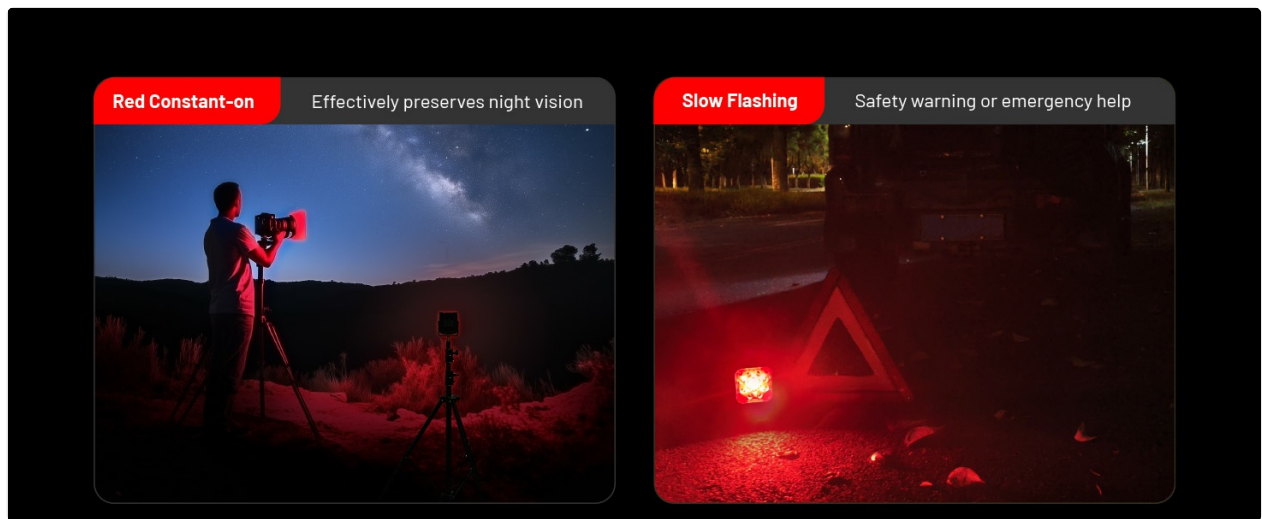 Red Constant-on
Effectively preserves night vision
Slow Flashing
Safety warning or emergency help